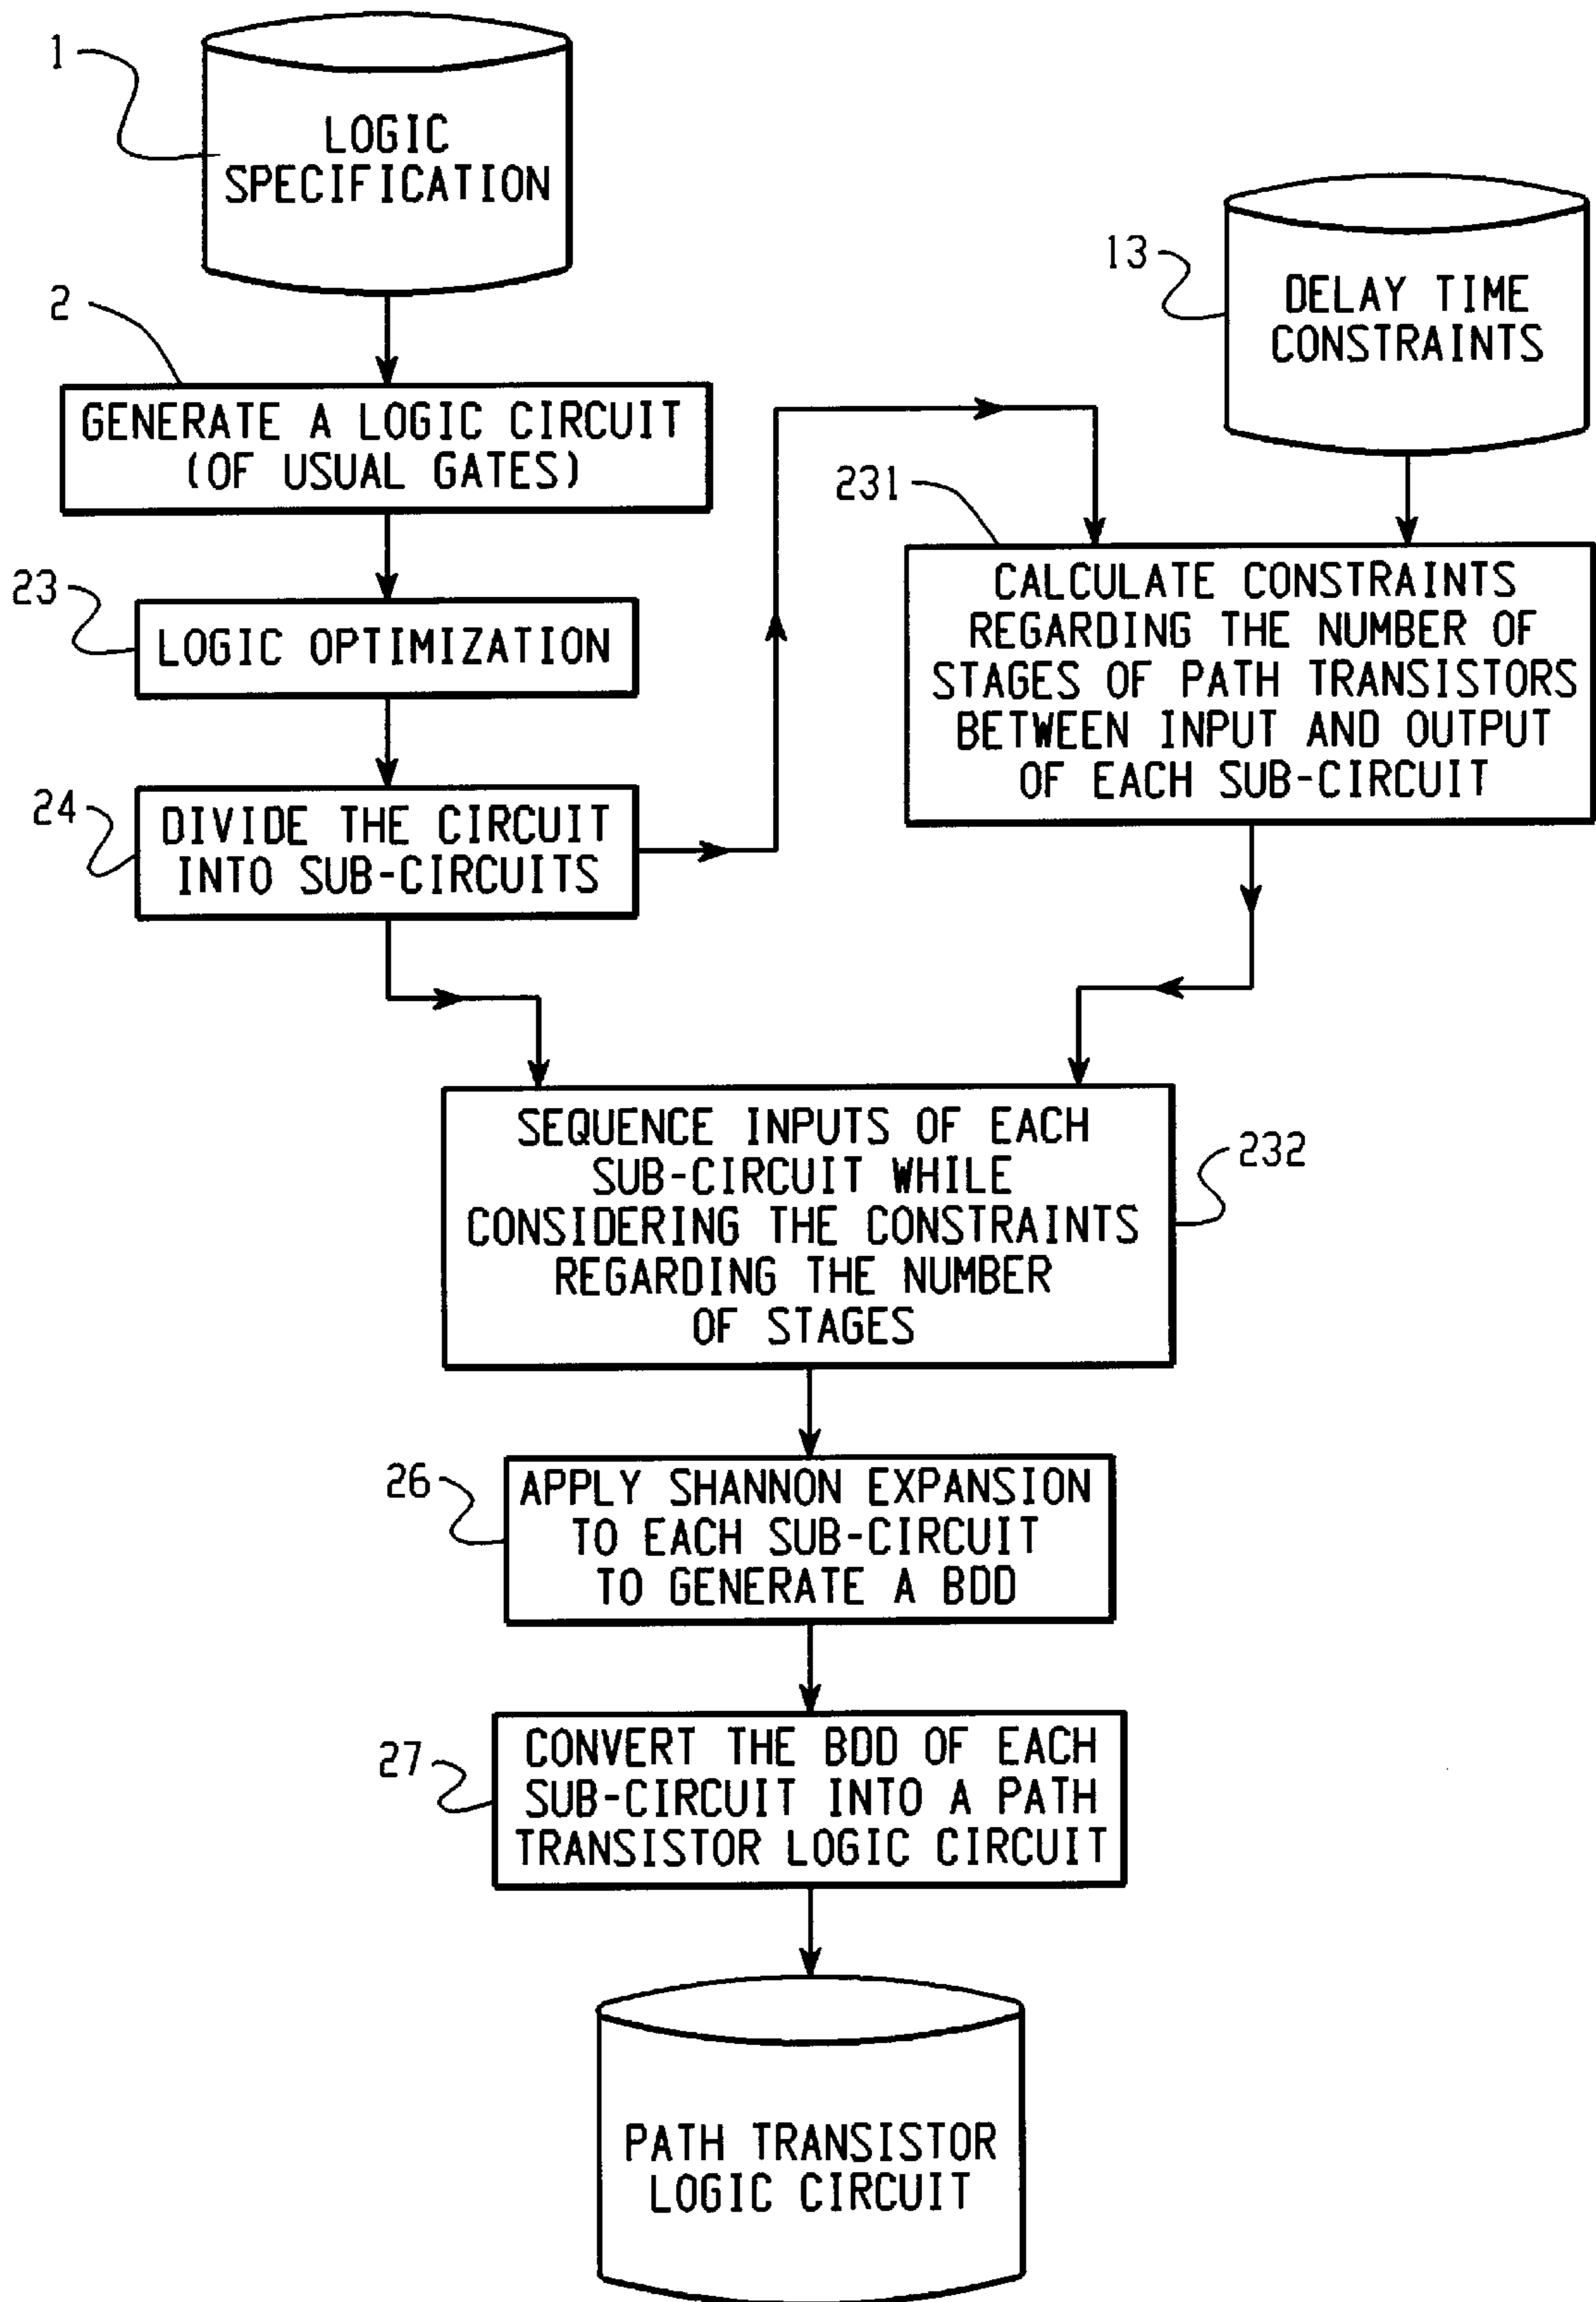 1
LOGIC
SPECIFICATION
13
DELAY TIME
CONSTRAINTS
2
GENERATE A LOGIC CIRCUIT
(OF USUAL GATES)
231
CALCULATE CONSTRAINTS
REGARDING THE NUMBER OF
STAGES OF PATH TRANSISTORS
BETWEEN INPUT AND OUTPUT
OF EACH SUB-CIRCUIT
23
LOGIC OPTIMIZATION
24
DIVIDE THE CIRCUIT
INTO SUB-CIRCUITS
SEQUENCE INPUTS OF EACH
SUB-CIRCUIT WHILE
CONSIDERING THE CONSTRAINTS
REGARDING THE NUMBER
OF STAGES
232
26
APPLY SHANNON EXPANSION
TO EACH SUB-CIRCUIT
TO GENERATE A BDD
27
CONVERT THE BDD OF EACH
SUB-CIRCUIT INTO A PATH
TRANSISTOR LOGIC CIRCUIT
PATH TRANSISTOR
LOGIC CIRCUIT